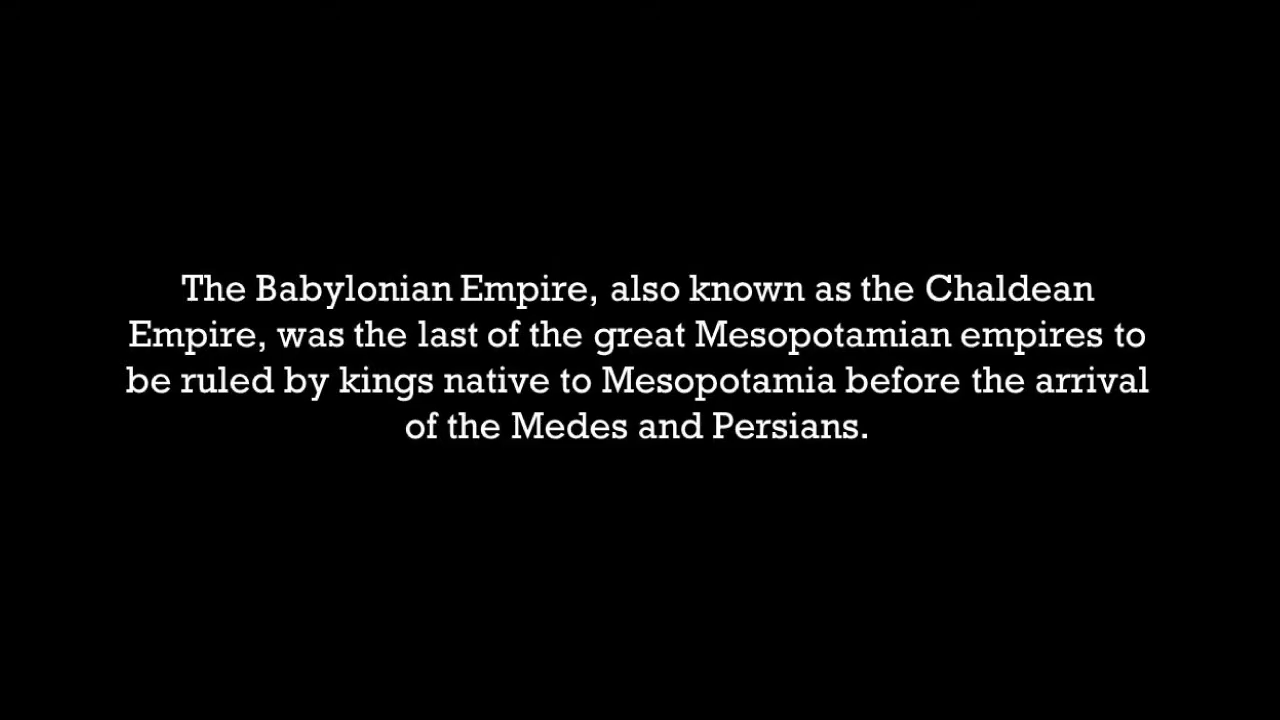 The Babylonian Empire, also known as the Chaldean
Empire, was the last of the great Mesopotamian empires to
be ruled by kings native to Mesopotamia before the arrival
of the Medes and Persians.